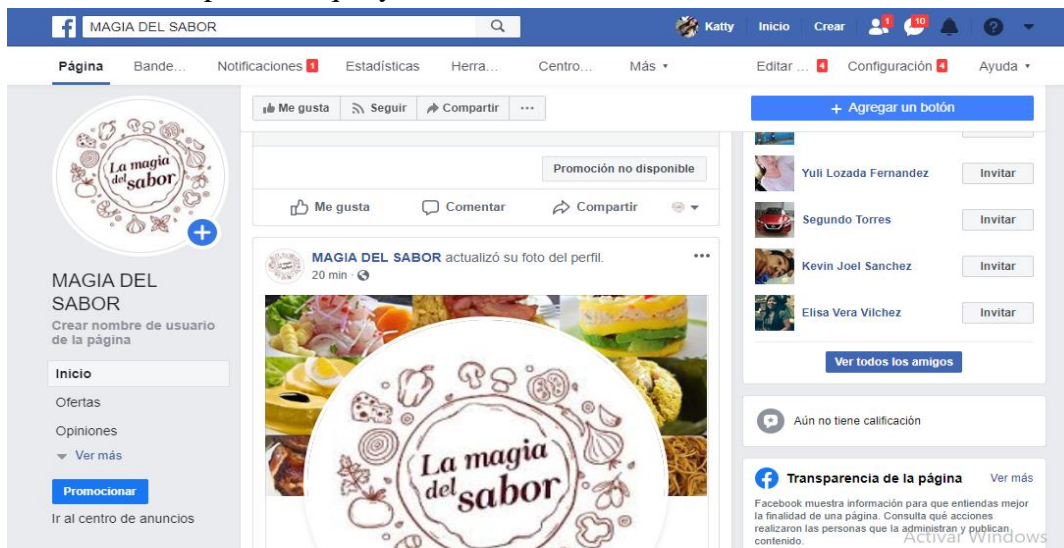 MAGIA DEL SABOR
Katty Inicio Crear 1 10
Página Bande... Notificaciones 1 Estadísticas Herra... Centro... Más Editar ... 4 Configuración 4 Ayuda
La magia
del sabor
MAGIA DEL
SABOR
Crear nombre de usuario
de la página
Inicio
Ofertas
Opiniones
Ver más
Promocionar
Ir al centro de anuncios
Me gusta Seguir Compartir ...
Promoción no disponible
Me gusta Comentar Compartir
MAGIA DEL SABOR actualizó su foto del perfil.
20 min ·
La magia
del sabor
+ Agregar un botón
Invitar
Yuli Lozada Fernandez Invitar
Segundo Torres Invitar
Kevin Joel Sanchez Invitar
Elisa Vera Vilchez Invitar
Ver todos los amigos
Aún no tiene calificación
Transparencia de la página Ver más
Facebook muestra información para que entiendas mejor
la finalidad de una página. Consulta qué acciones
realizaron las personas que la administran y publican
contenido.
Activar Windows